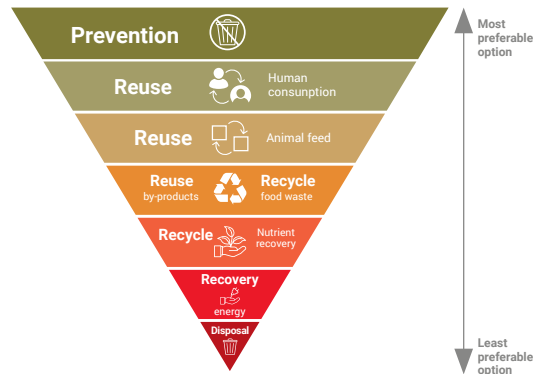 Prevention
Most
preferable
option
Reuse
Human
consunption
Reuse
Animal feed
Reuse
by-products
Recycle
food waste
Recycle
Nutrient
recovery
Recovery
energy
Disposal
Least
preferable
option